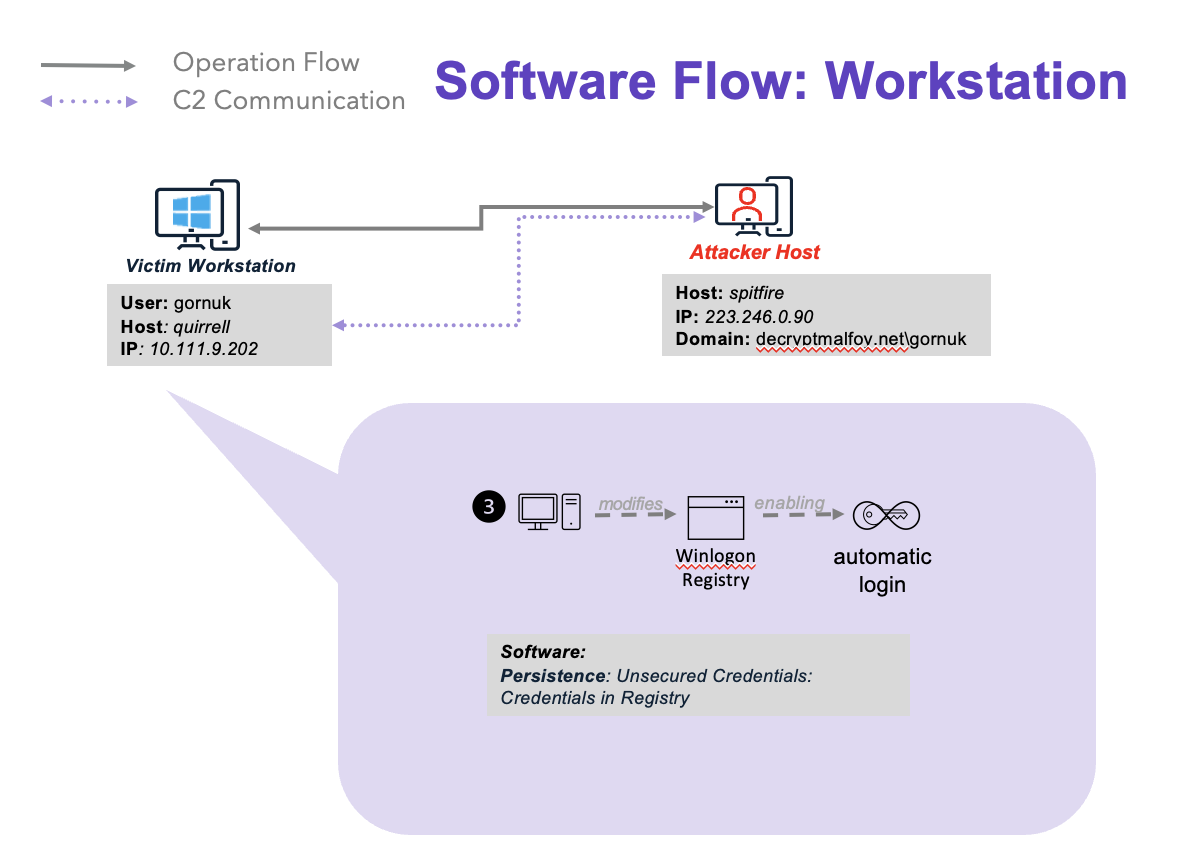 Operation Flow
C2 Communication
Software Flow: Workstation
Victim Workstation
User: gornuk
Host: quirrell
IP: 10.111.9.202
Attacker Host
Host: spitfire
IP: 223.246.0.90
Domain: decryptmalfoy.net\gornuk
3
modifies
enabling
Winlogon
Registry
automatic
login
Software:
Persistence: Unsecured Credentials:
Credentials in Registry